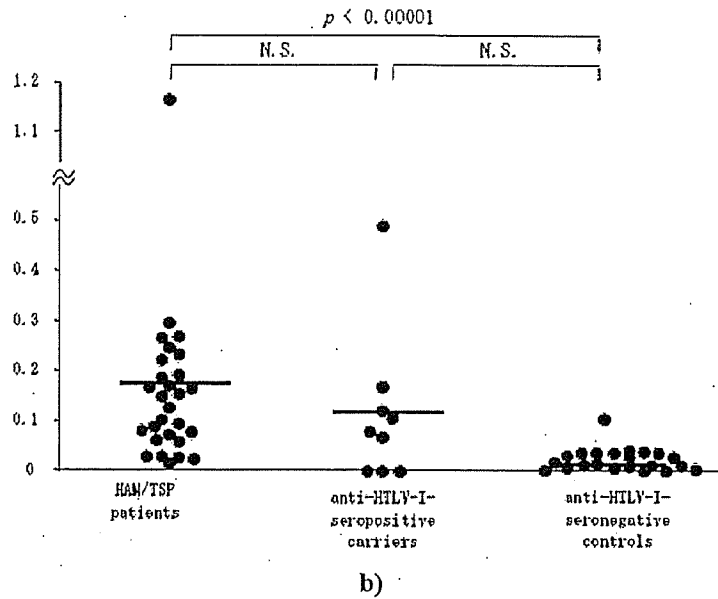 p < 0.00001
N.S. N.S.
1.2
1.1
0.5
0.4
0.3
0.2
0.1
0
HAM/TSP
patients
anti-HTLV-I-
seropositive
carriers
anti-HTLV-I-
seronegative
controls
b)